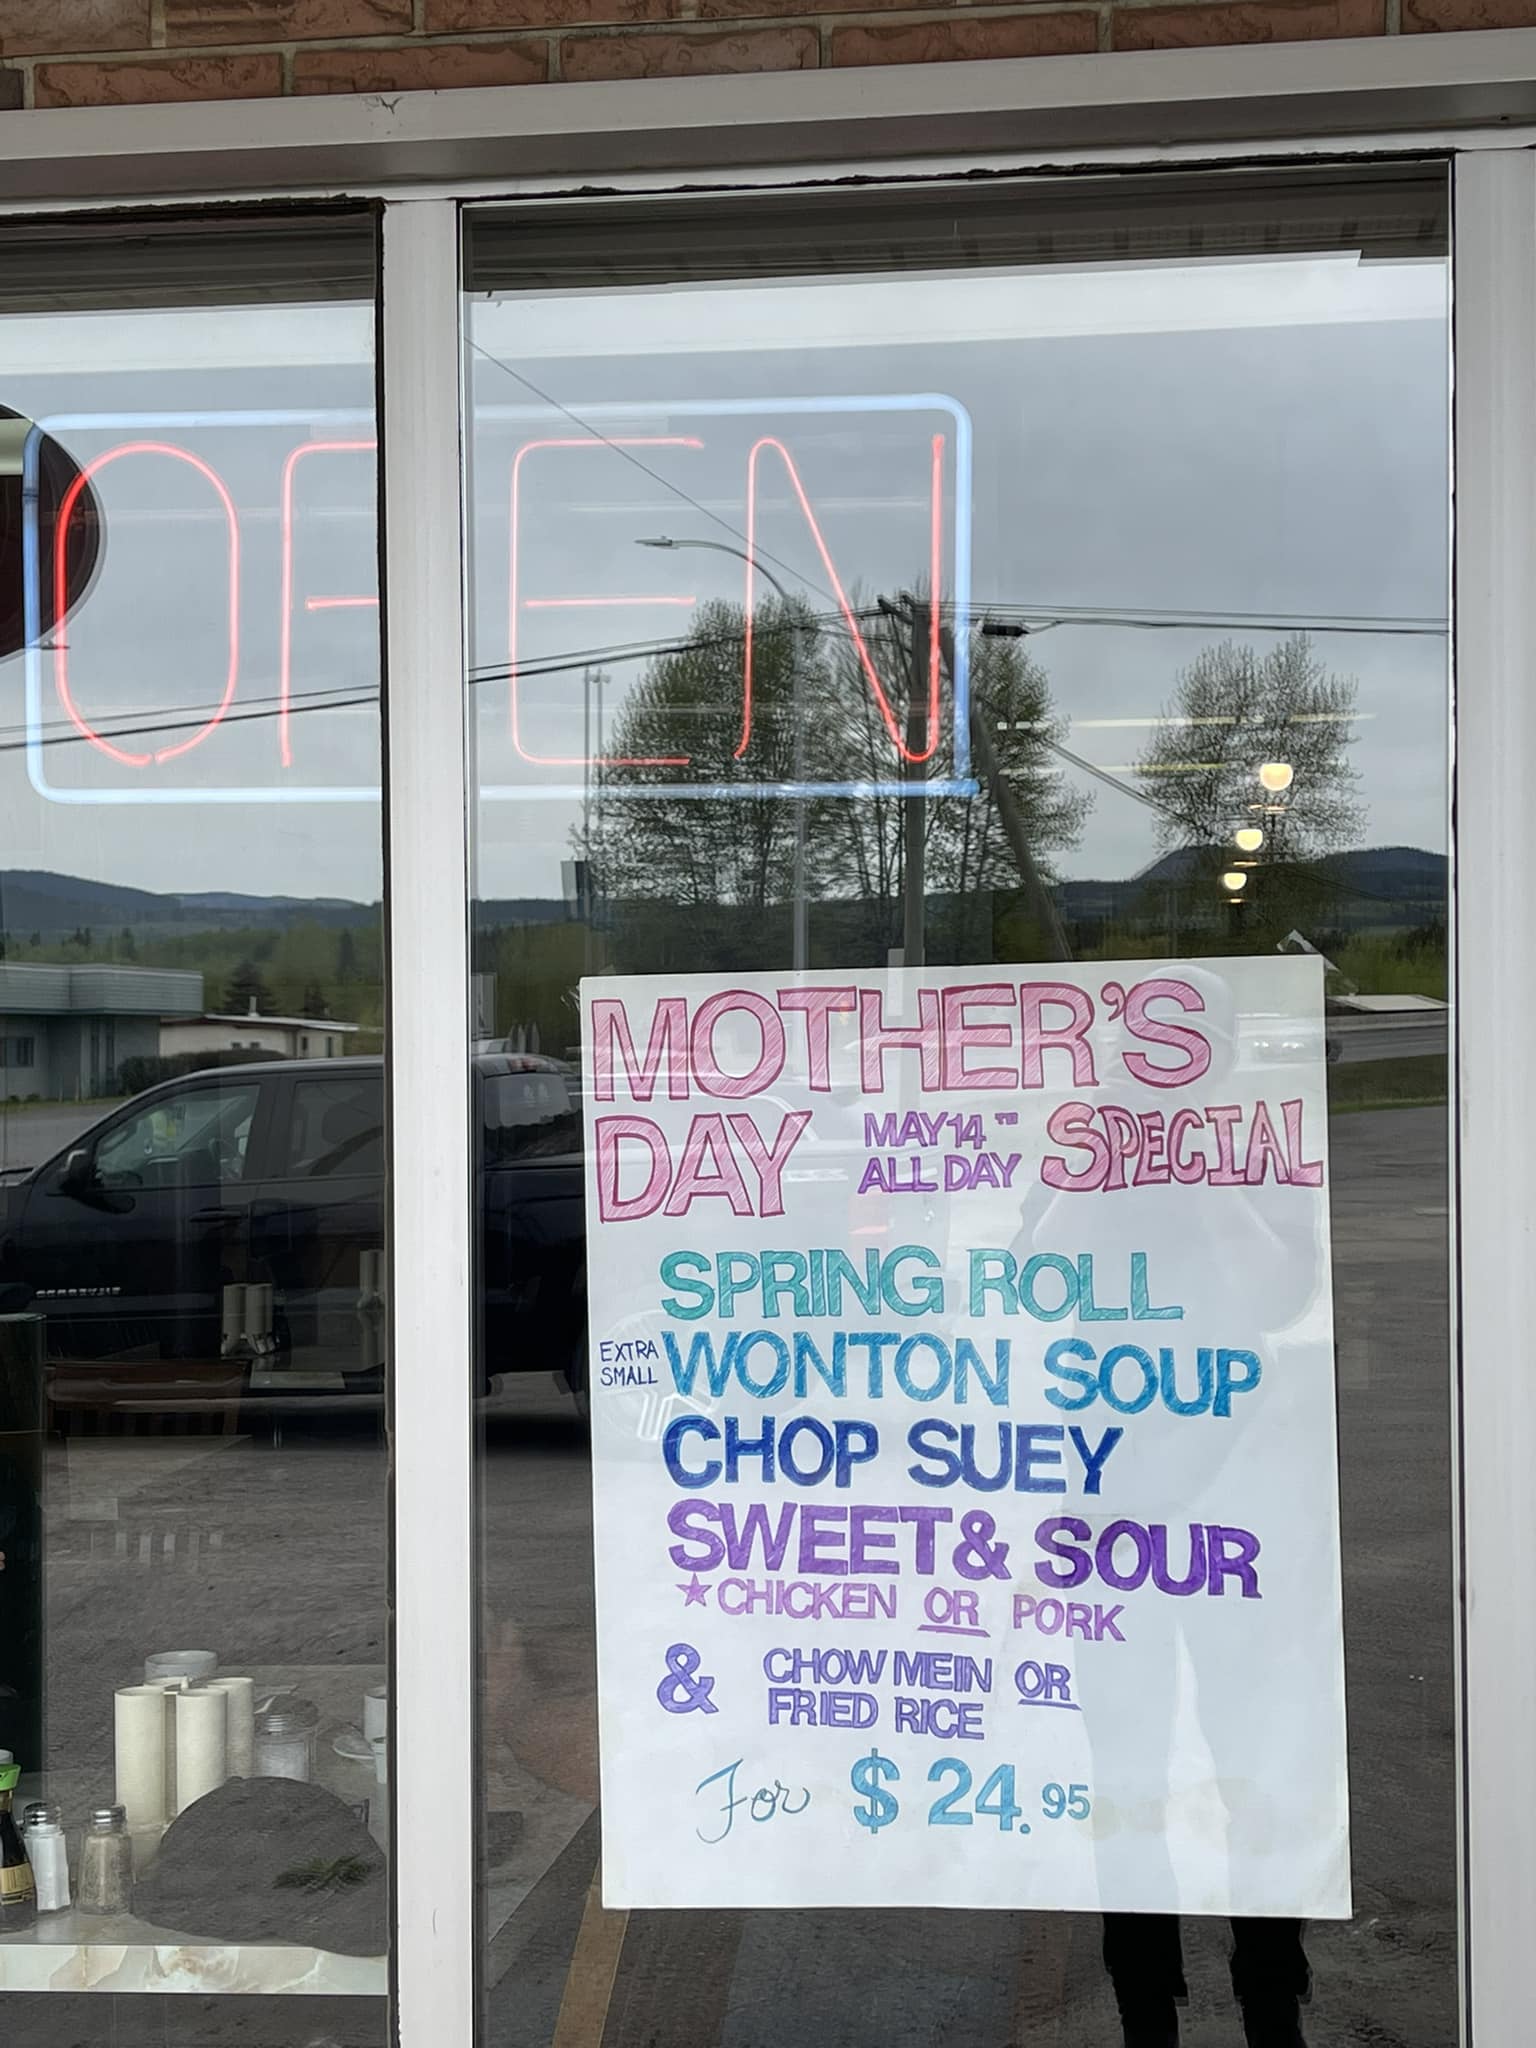 OPEN
MOTHER'S
DAY MAY 14TH ALL DAY SPECIAL
SPRING ROLL
EXTRA SMALL WONTON SOUP
CHOP SUEY
SWEET & SOUR
★ CHICKEN OR PORK
& CHOW MEIN OR
FRIED RICE
For $24.95